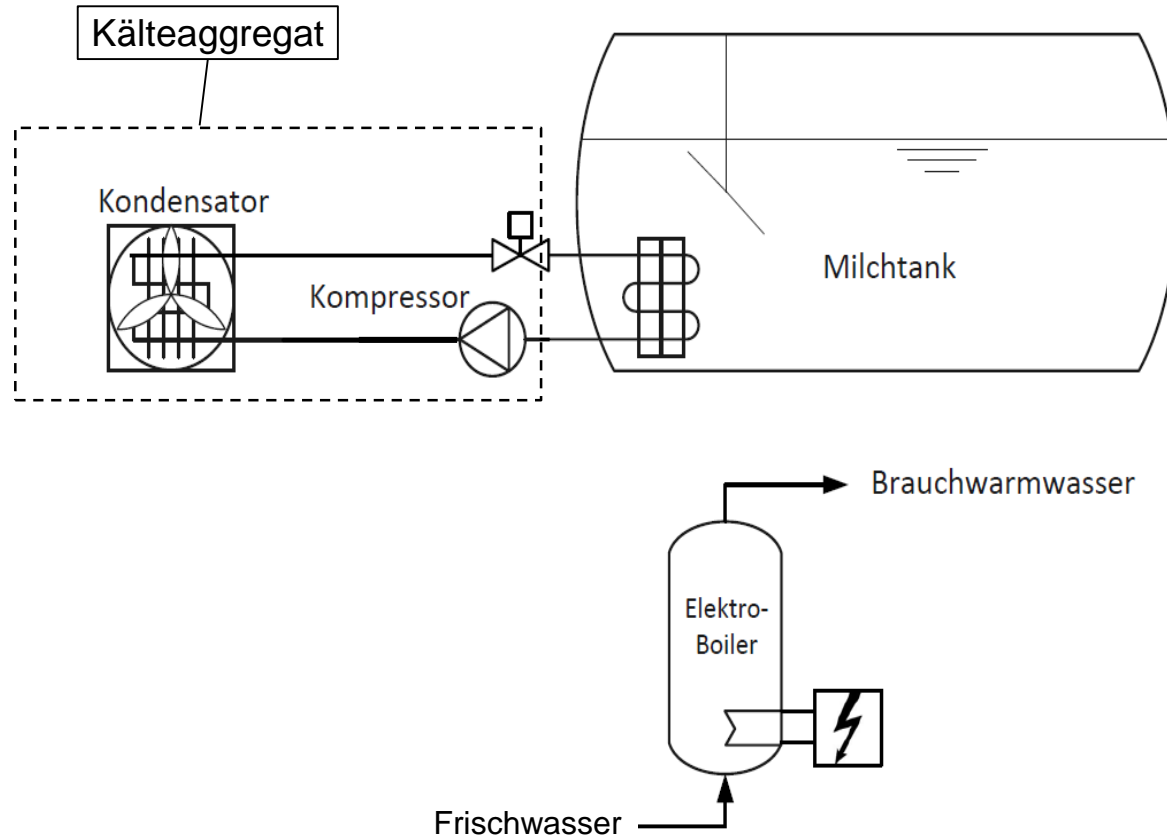 Kälteaggregat
Kondensator
Kompressor
Milchtank
Brauchwarmwasser
Elektro-
Boiler
Frischwasser